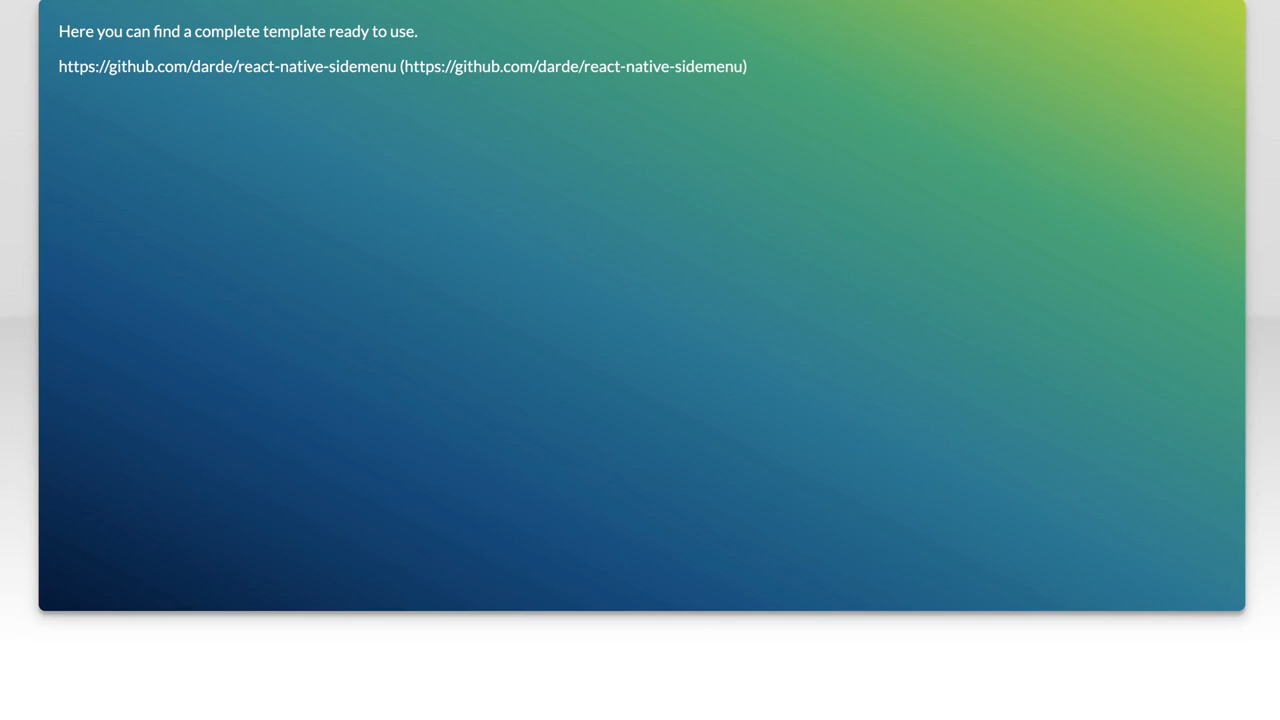 Here you can find a complete template ready to use.
https://github.com/darde/react-native-sidemenu (https://github.com/darde/react-native-sidemenu)